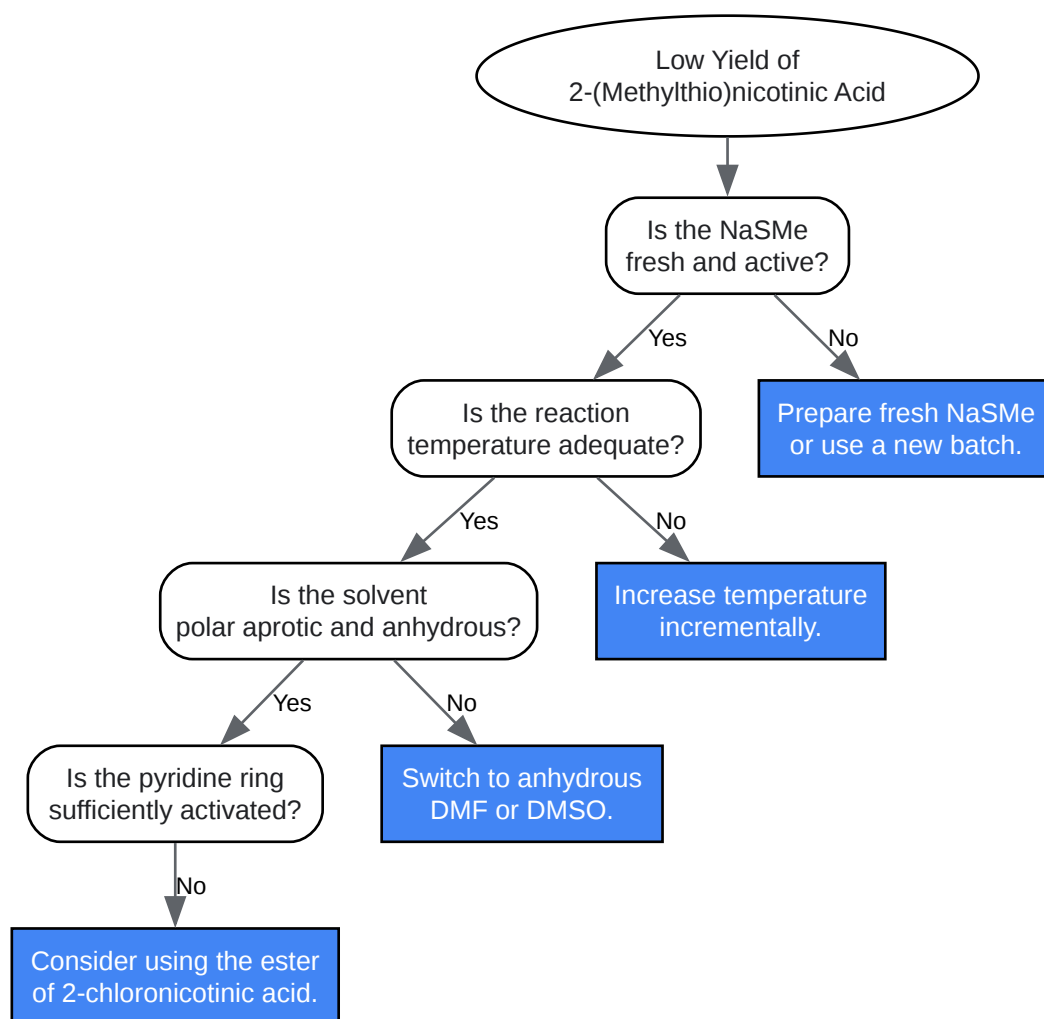 Low Yield of
2-(Methylthio)nicotinic Acid
Is the NaSMe
fresh and active?
Yes
No
Is the reaction
temperature adequate?
Prepare fresh NaSMe
or use a new batch.
Yes
No
Is the solvent
polar aprotic and anhydrous?
Increase temperature
incrementally.
Yes
No
Is the pyridine ring
sufficiently activated?
Switch to anhydrous
DMF or DMSO.
No
Consider using the ester
of 2-chloronicotinic acid.